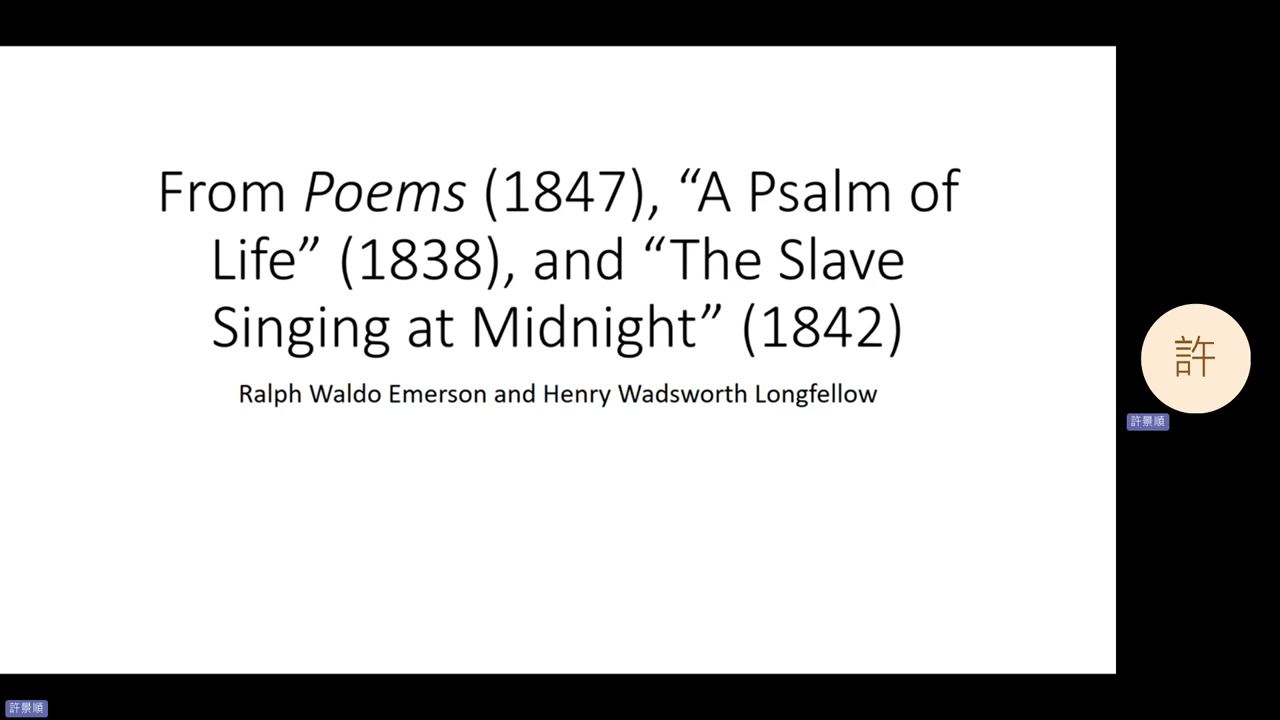 From Poems (1847), “A Psalm of
Life” (1838), and “The Slave
Singing at Midnight” (1842)
Ralph Waldo Emerson and Henry Wadsworth Longfellow
許
許景順
許景順